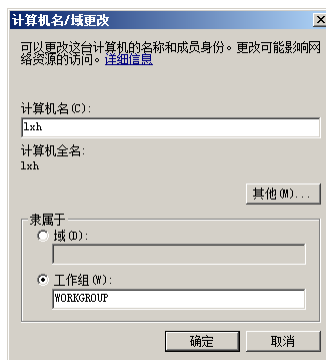 计算机名/域更改
可以更改这台计算机的名称和成员身份。更改可能影响网
络资源的访问。详细信息
计算机名(C):
lxh
计算机全名:
lxh
其他(M)...
隶属于
域(D):
工作组(W):
WORKGROUP
确定 取消